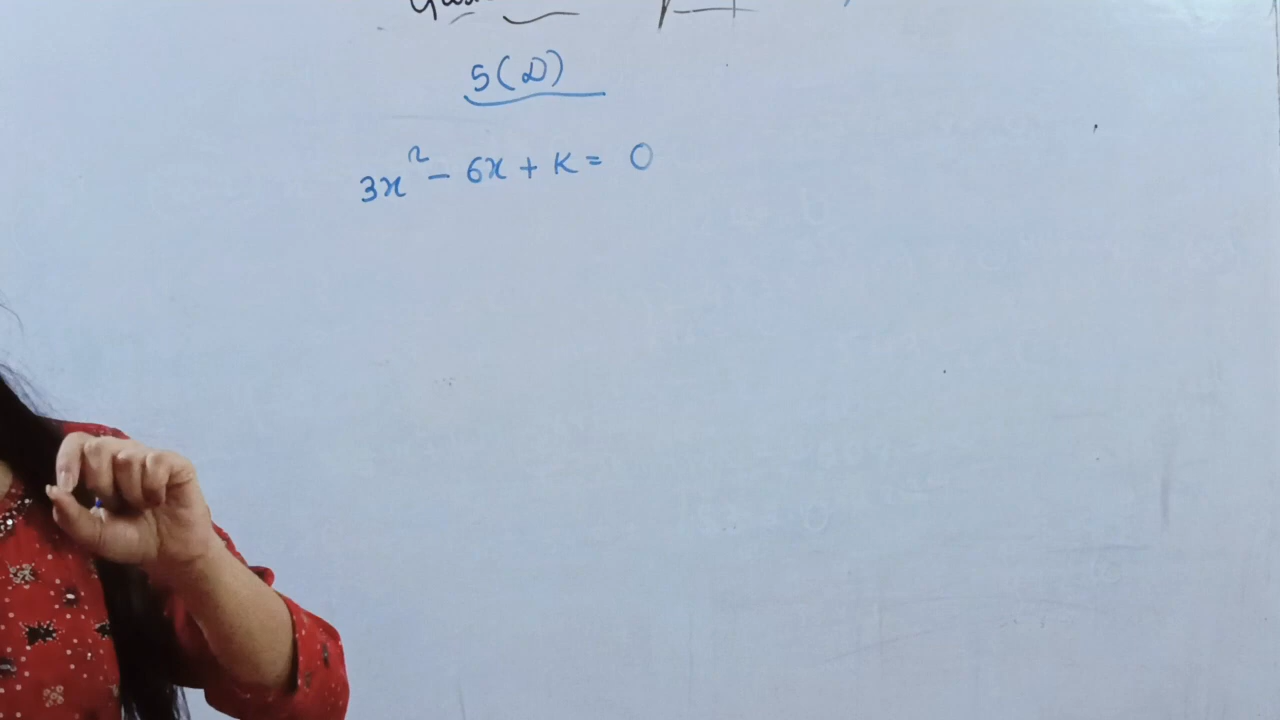 5(D)
3x² - 6x + K = 0